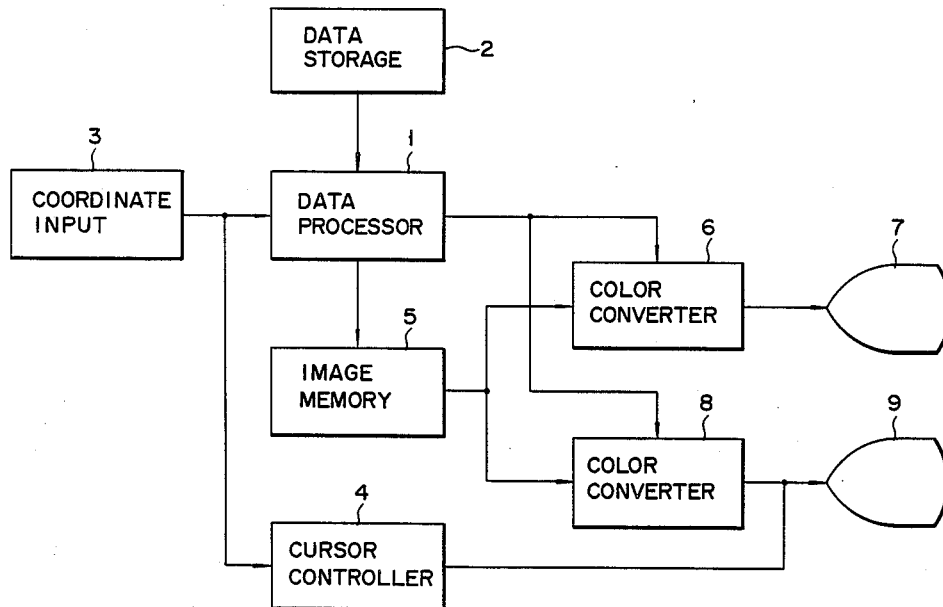 DATA
STORAGE
2
3
1
COORDINATE
INPUT
DATA
PROCESSOR
6
7
COLOR
CONVERTER
5
IMAGE
MEMORY
8
9
COLOR
CONVERTER
4
CURSOR
CONTROLLER